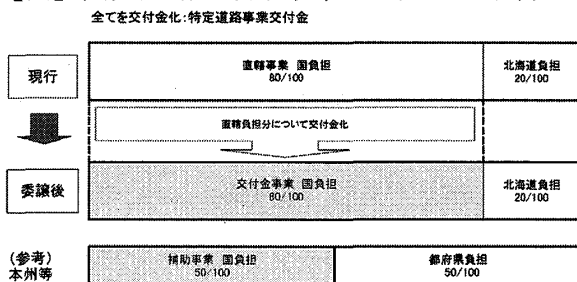 全てを交付金化:特定道路事業交付金
現行
直轄事業 国負担
80/100
北海道負担
20/100
直轄負担分について交付金化
委譲後
交付金事業 国負担
80/100
北海道負担
20/100
(参考)
本州等
補助事業 国負担
50/100
都府県負担
50/100